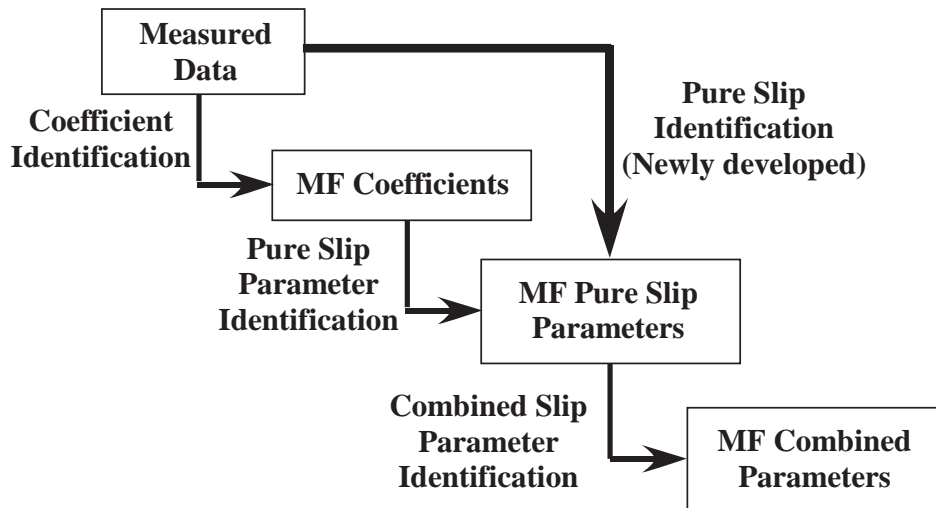 Measured
Data
Coefficient
Identification
Pure Slip
Identification
(Newly developed)
MF Coefficients
Pure Slip
Parameter
Identification
MF Pure Slip
Parameters
Combined Slip
Parameter
Identification
MF Combined
Parameters